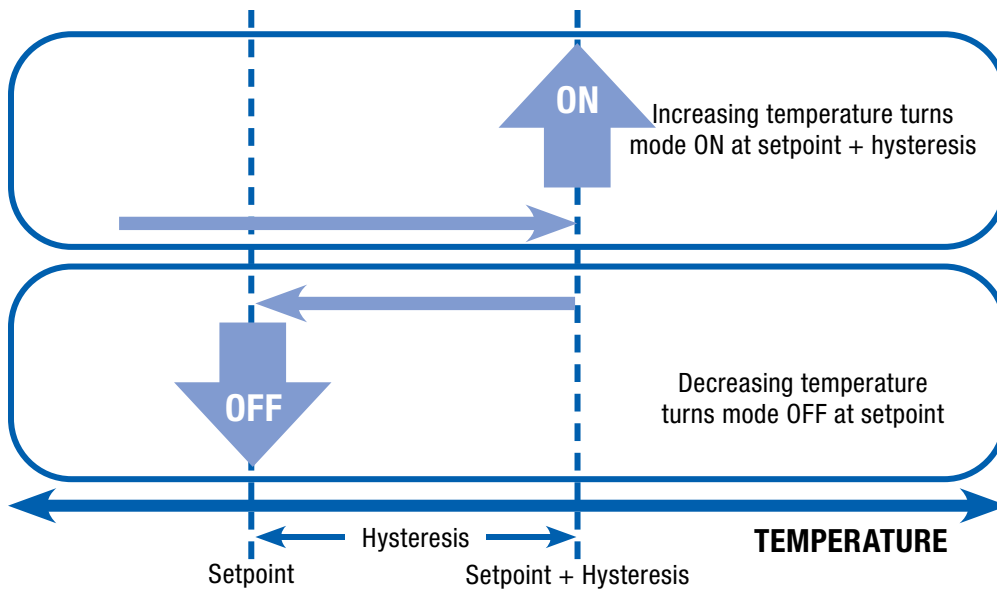 ON
Increasing temperature turns
mode ON at setpoint + hysteresis
OFF
Decreasing temperature
turns mode OFF at setpoint
Hysteresis
TEMPERATURE
Setpoint
Setpoint + Hysteresis